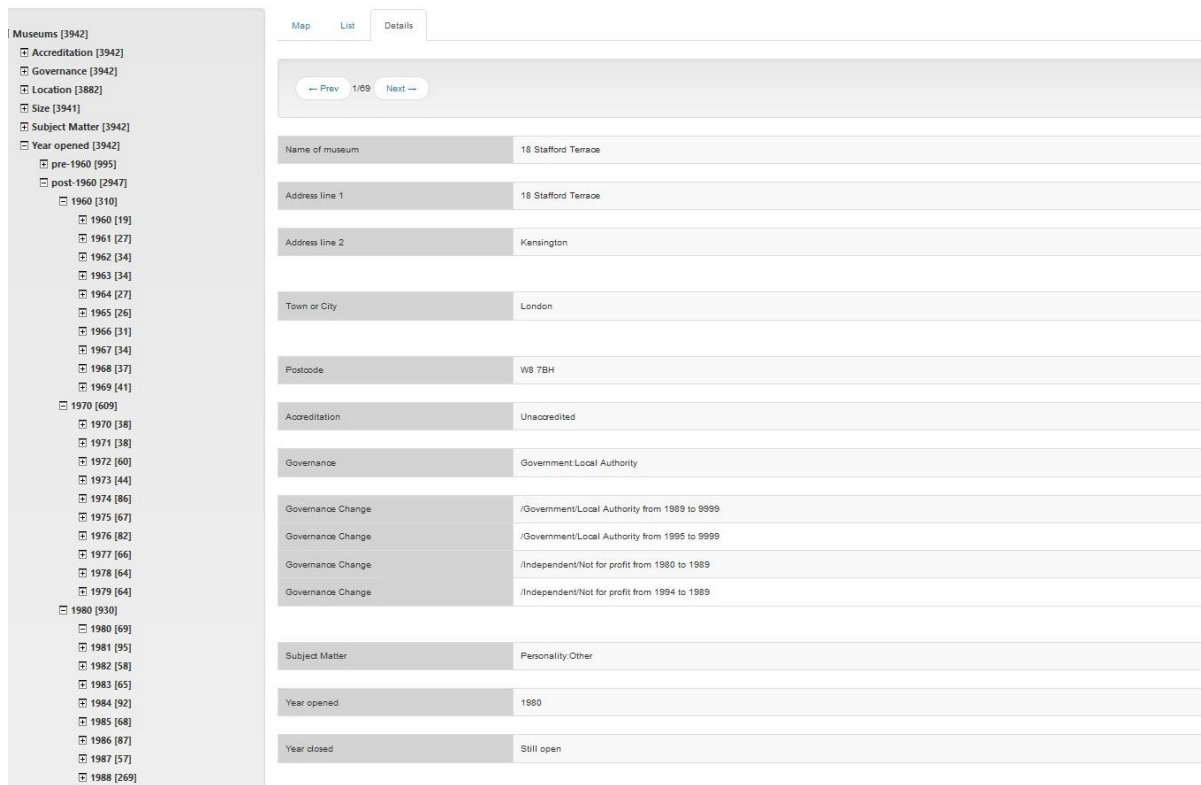 Museums [3942]
Accreditation [3942]
Governance [3942]
Location [3882]
Size [3941]
Subject Matter [3942]
Year opened [3942]
pre-1960 [995]
post-1960 [2947]
1960 [310]
1960 [19]
1961 [27]
1962 [34]
1963 [34]
1964 [27]
1965 [26]
1966 [31]
1967 [34]
1968 [37]
1969 [41]
1970 [609]
1970 [38]
1971 [38]
1972 [60]
1973 [44]
1974 [86]
1975 [67]
1976 [82]
1977 [66]
1978 [64]
1979 [64]
1980 [930]
1980 [69]
1981 [95]
1982 [58]
1983 [65]
1984 [92]
1985 [68]
1986 [87]
1987 [57]
1988 [269]
Map List Details
← Prev 1/69 Next →
Name of museum 18 Stafford Terrace
Address line 1 18 Stafford Terrace
Address line 2 Kensington
Town or City London
Postcode W8 7BH
Accreditation Unaccredited
Governance Government:Local Authority
Governance Change /Government/Local Authority from 1989 to 9999
Governance Change /Government/Local Authority from 1995 to 9999
Governance Change /Independent/Not for profit from 1980 to 1989
Governance Change /Independent/Not for profit from 1994 to 1989
Subject Matter Personality:Other
Year opened 1980
Year closed Still open